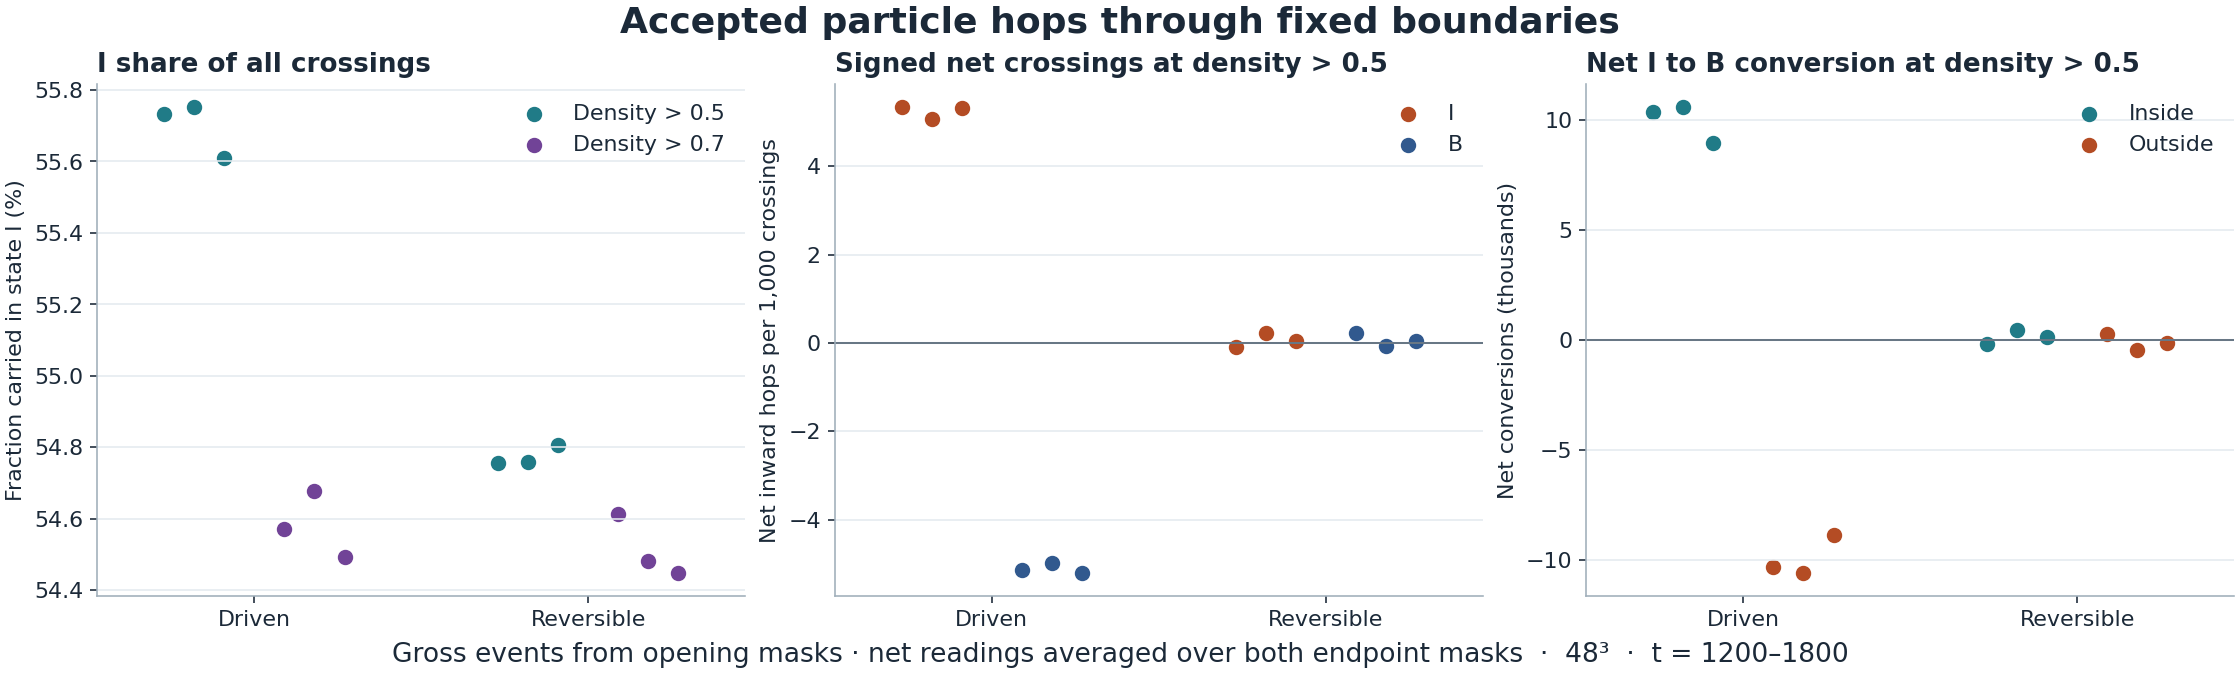 Accepted particle hops through fixed boundaries
I share of all crossings
Fraction carried in state I (%)
55.8
55.6
55.4
55.2
55.0
54.8
54.6
54.4
Density > 0.5
Density > 0.7
Driven
Reversible
Signed net crossings at density > 0.5
Net inward hops per 1,000 crossings
4
2
0
−2
−4
I
B
Driven
Reversible
Net I to B conversion at density > 0.5
Net conversions (thousands)
10
5
0
−5
−10
Inside
Outside
Driven
Reversible
Gross events from opening masks · net readings averaged over both endpoint masks · 48³ · t = 1200–1800